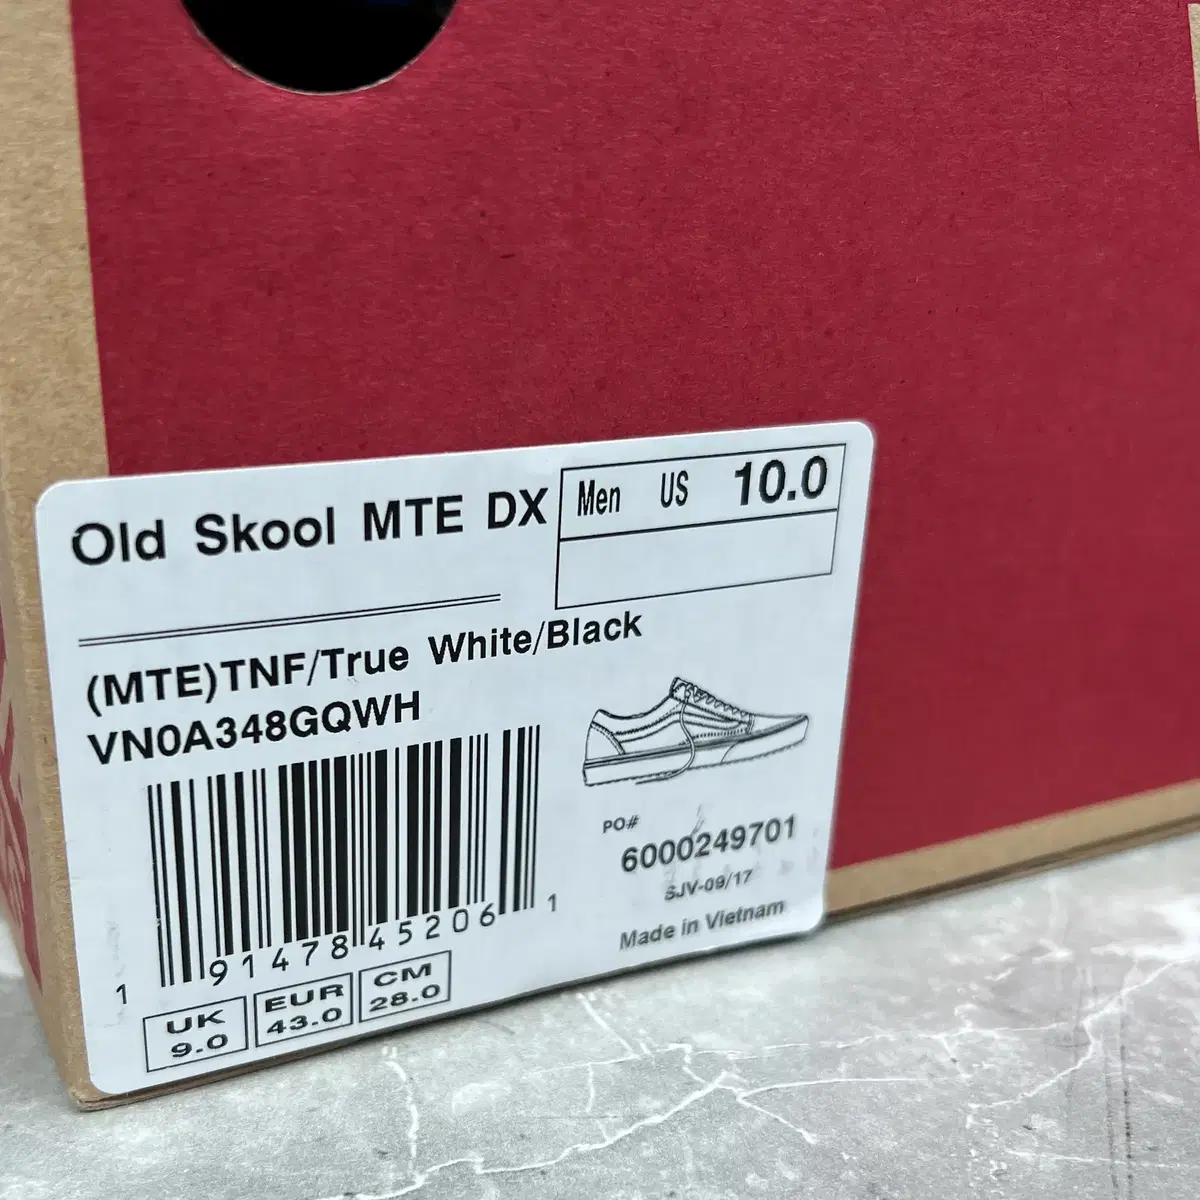 Old Skool MTE DX
Men US 10.0
(MTE)TNF/True White/Black
VN0A348GQWH
PO#
6000249701
SJV-09/17
Made in Vietnam
1 91478 45206 1
UK
9.0
EUR
43.0
CM
28.0